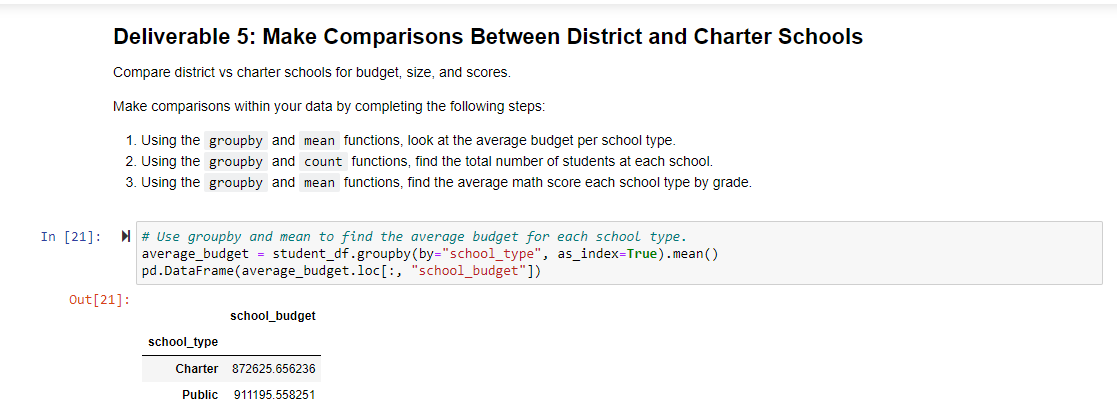 Deliverable 5: Make Comparisons Between District and Charter Schools
Compare district vs charter schools for budget, size, and scores.
Make comparisons within your data by completing the following steps:
1. Using the groupby and mean functions, look at the average budget per school type.
2. Using the groupby and count functions, find the total number of students at each school.
3. Using the groupby and mean functions, find the average math score each school type by grade.
In [21]: # Use groupby and mean to find the average budget for each school type.
average_budget = student_df.groupby(by="school_type", as_index=True).mean()
pd.DataFrame(average_budget.loc[:, "school_budget"])
Out[21]:
school_budget
school_type
Charter 872625.656236
Public 911195.558251